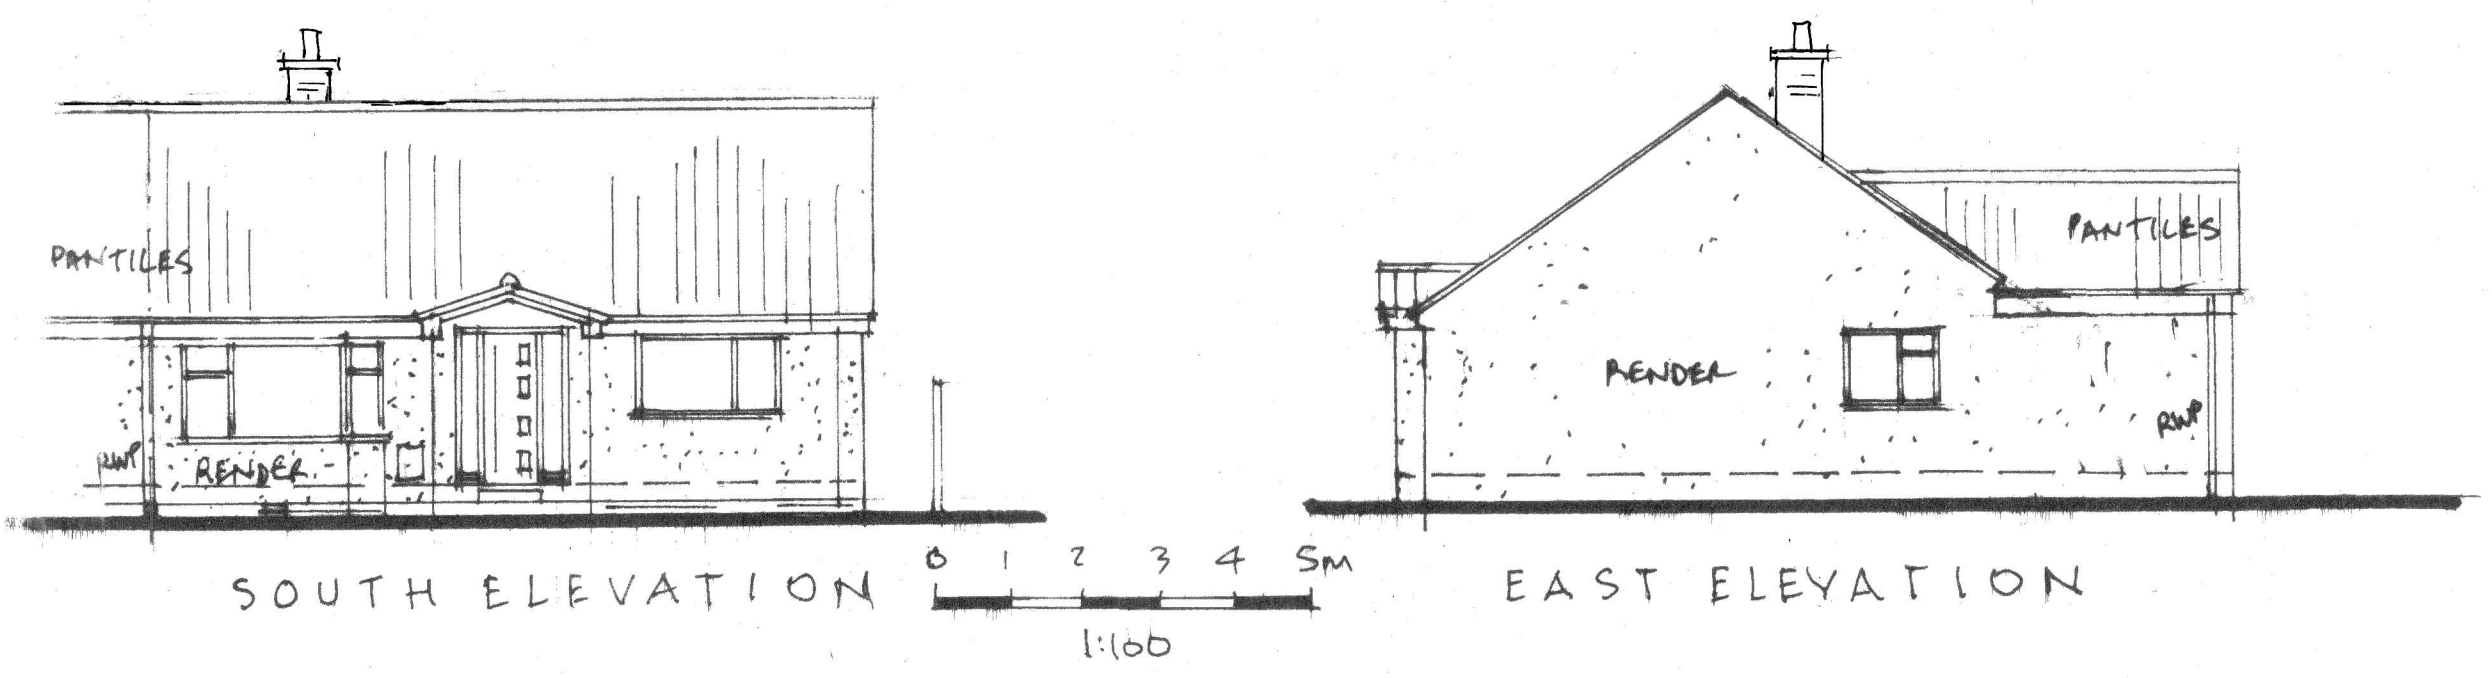 PANTILES
RWP
RENDER
SOUTH ELEVATION
0 1 2 3 4 5m
1:100
PANTILES
RENDER
RWP
EAST ELEVATION